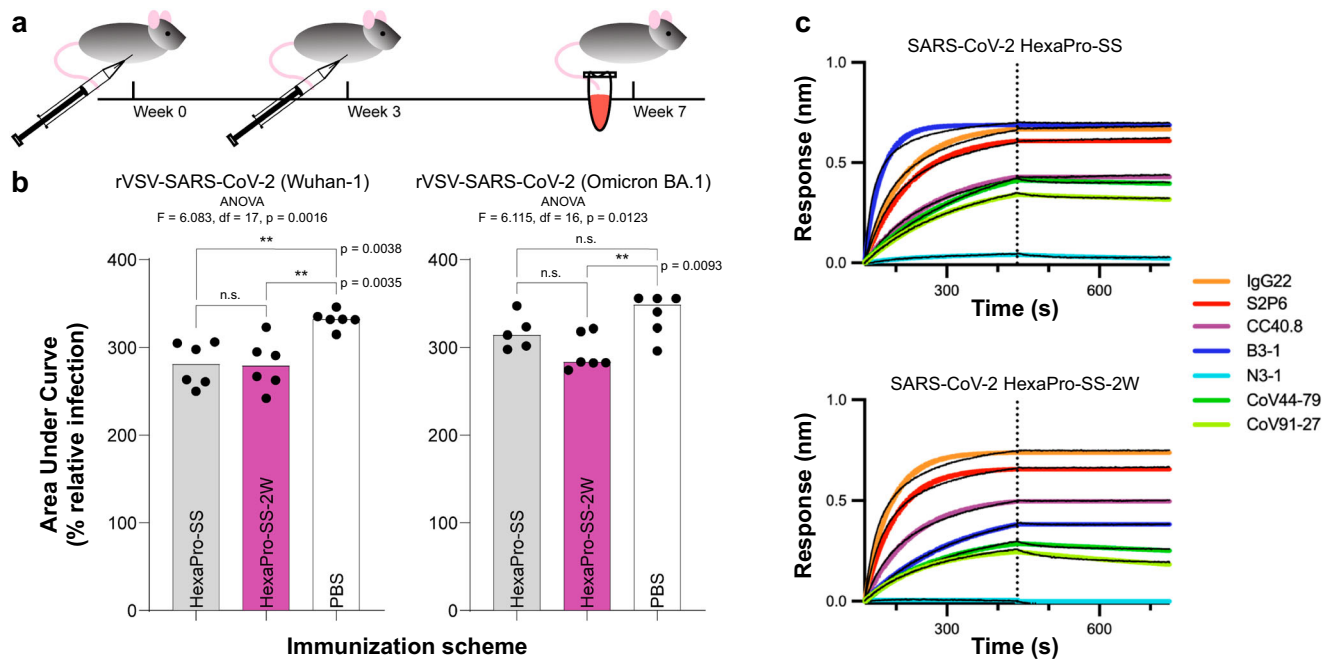 a
Week 0
Week 3
Week 7
b
rVSV-SARS-CoV-2 (Wuhan-1)
ANOVA
F = 6.083, df = 17, p = 0.0016
**
p = 0.0038
**
p = 0.0035
n.s.
400
300
200
100
0
Area Under Curve
(% relative infection)
HexaPro-SS
HexaPro-SS-2W
PBS
rVSV-SARS-CoV-2 (Omicron BA.1)
ANOVA
F = 6.115, df = 16, p = 0.0123
n.s.
**
p = 0.0093
n.s.
400
300
200
100
0
HexaPro-SS
HexaPro-SS-2W
PBS
Immunization scheme
c
SARS-CoV-2 HexaPro-SS
1.0
0.5
0.0
Response (nm)
300
600
Time (s)
IgG22
S2P6
CC40.8
B3-1
N3-1
CoV44-79
CoV91-27
SARS-CoV-2 HexaPro-SS-2W
1.0
0.5
0.0
Response (nm)
300
600
Time (s)